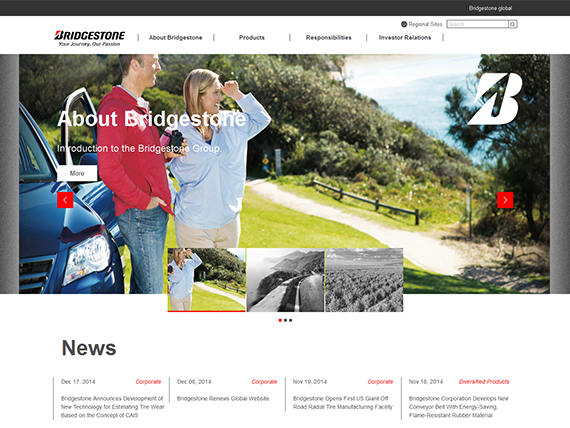 Bridgestone global
Regional Sites Search
BRIDGESTONE
Your Journey, Our Passion
About Bridgestone Products Responsibilities Investor Relations
About Bridgestone
Introduction to the Bridgestone Group.
More
News
Dec 17, 2014 Corporate
Bridgestone Announces Development of
New Technology for Estimating Tire Wear
Based on the Concept of CAIS
Dec 08, 2014 Corporate
Bridgestone Renews Global Website
Nov 19, 2014 Corporate
Bridgestone Opens First US Giant Off
Road Radial Tire Manufacturing Facility
Nov 18, 2014 Diversified Products
Bridgestone Corporation Develops New
Conveyor Belt With Energy-Saving,
Flame-Resistant Rubber Material